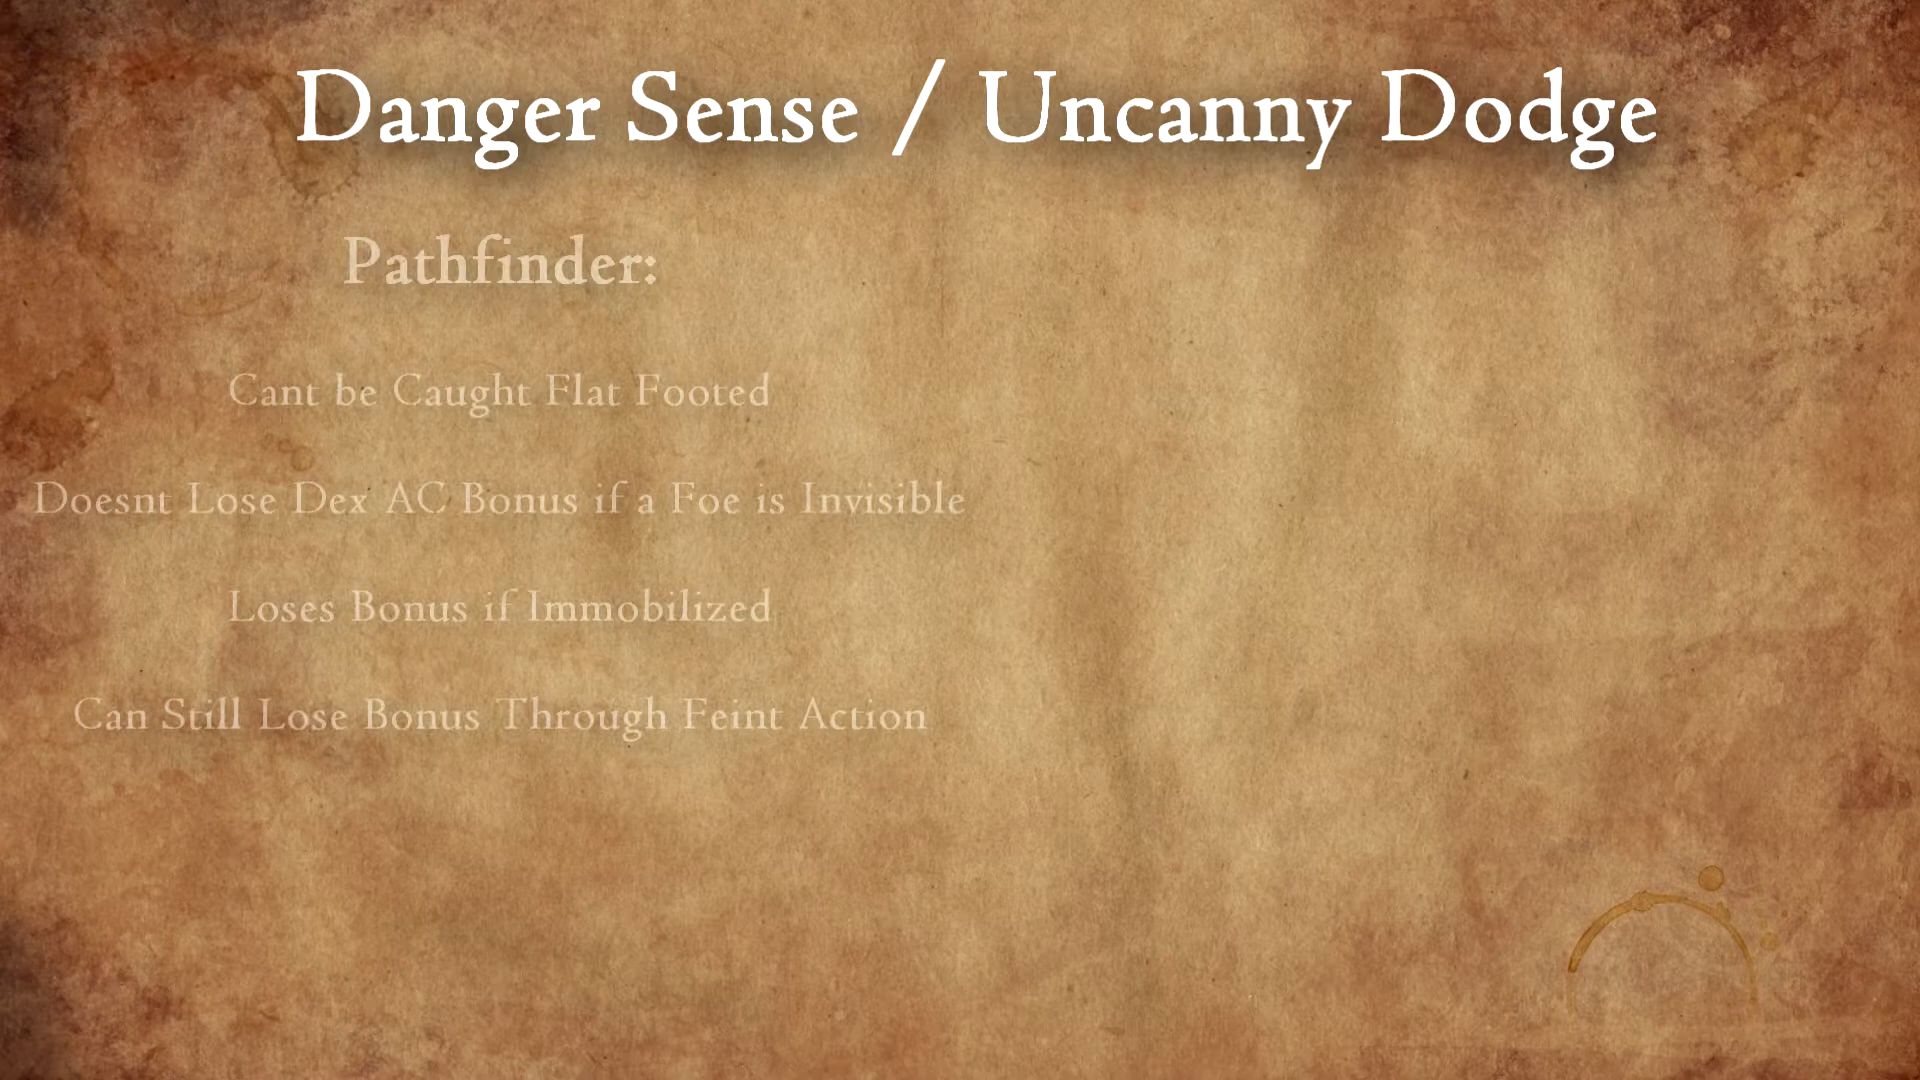 Danger Sense / Uncanny Dodge
Pathfinder:
Cant be Caught Flat Footed
Doesnt Lose Dex AC Bonus if a Foe is Invisible
Loses Bonus if Immobilized
Can Still Lose Bonus Through Feint Action